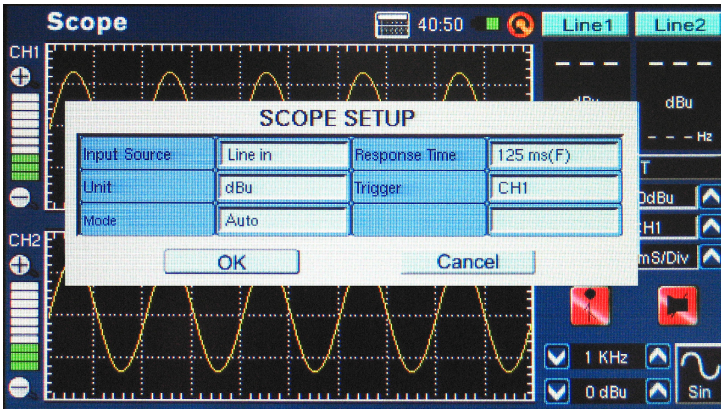 Scope
40:50
Line1
Line2
CH1
dBu
Hz
SCOPE SETUP
Input Source
Line in
Response Time
125 ms(F)
Unit
dBu
Trigger
CH1
Mode
Auto
OK
Cancel
CH2
mS/Div
1 KHz
0 dBu
Sin